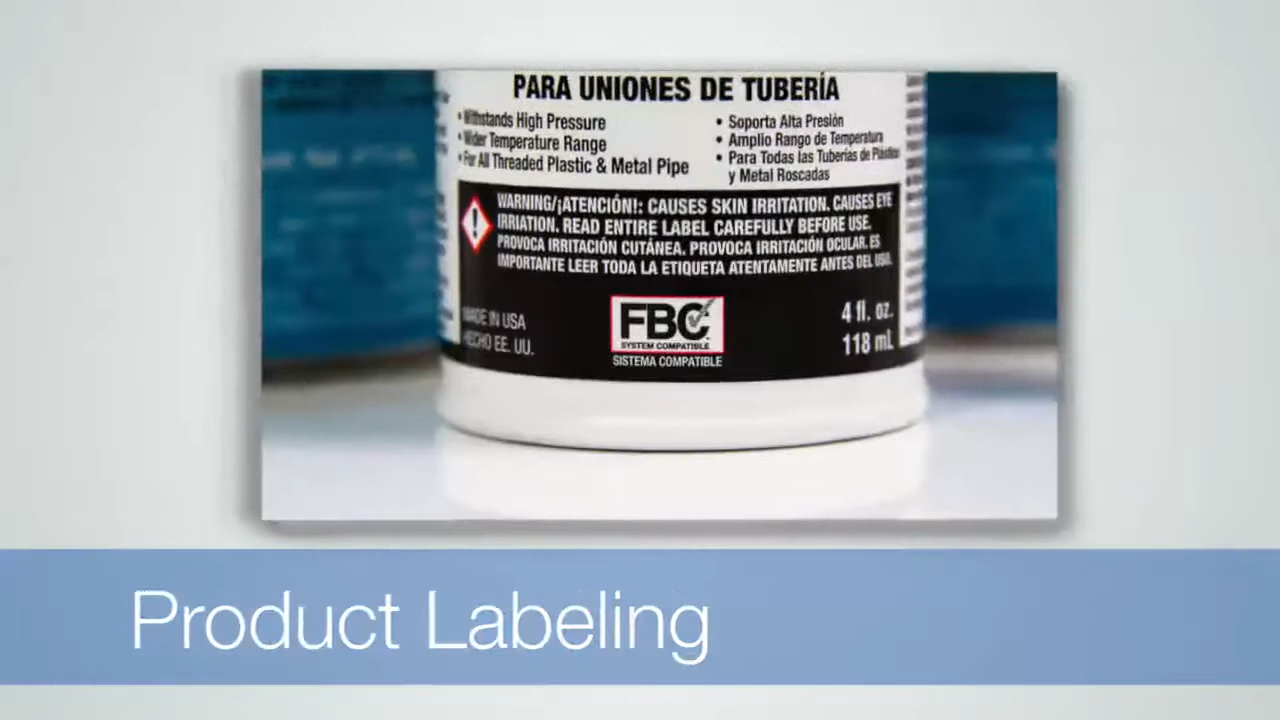 PARA UNIONES DE TUBERÍA
• Withstands High Pressure
• Wider Temperature Range
• For All Threaded Plastic & Metal Pipe
• Soporta Alta Presión
• Amplio Rango de Temperatura
• Para Todas las Tuberías de Plástico
y Metal Roscadas
WARNING/¡ATENCIÓN!: CAUSES SKIN IRRITATION. CAUSES EYE
IRRIATION. READ ENTIRE LABEL CAREFULLY BEFORE USE.
PROVOCA IRRITACIÓN CUTÁNEA. PROVOCA IRRITACIÓN OCULAR. ES
IMPORTANTE LEER TODA LA ETIQUETA ATENTAMENTE ANTES DEL USO.
MADE IN USA
HECHO EE. UU.
FBC
SYSTEM COMPATIBLE
SISTEMA COMPATIBLE
4 fl. oz.
118 mL
Product Labeling